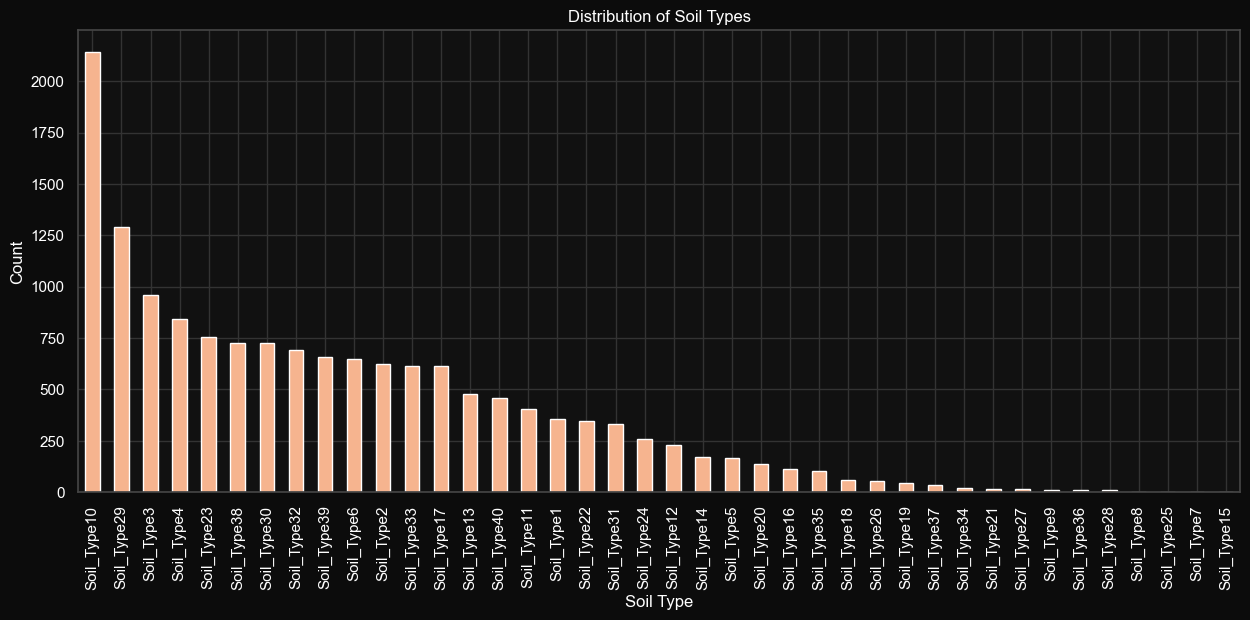 Distribution of Soil Types
Count
2000
1750
1500
1250
1000
750
500
250
0
Soil_Type10
Soil_Type29
Soil_Type3
Soil_Type4
Soil_Type23
Soil_Type38
Soil_Type30
Soil_Type32
Soil_Type39
Soil_Type6
Soil_Type2
Soil_Type33
Soil_Type17
Soil_Type13
Soil_Type40
Soil_Type11
Soil_Type1
Soil_Type22
Soil_Type31
Soil_Type24
Soil_Type12
Soil_Type14
Soil_Type5
Soil_Type20
Soil_Type16
Soil_Type35
Soil_Type18
Soil_Type26
Soil_Type19
Soil_Type37
Soil_Type34
Soil_Type21
Soil_Type27
Soil_Type9
Soil_Type36
Soil_Type28
Soil_Type8
Soil_Type25
Soil_Type7
Soil_Type15
Soil Type